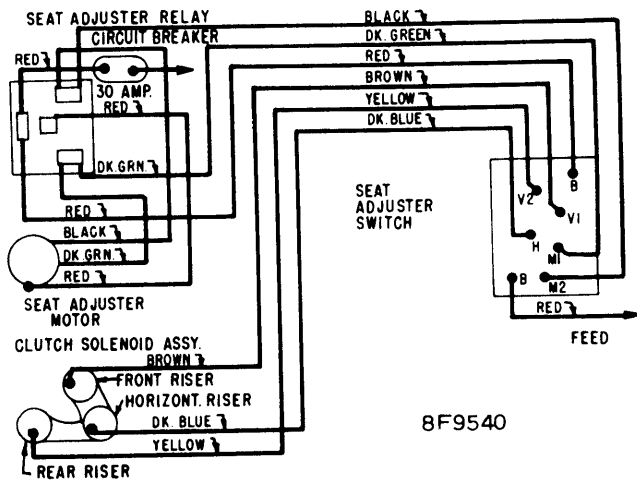 SEAT ADJUSTER RELAY
CIRCUIT BREAKER
BLACK
DK. GREEN
RED
RED
30 AMP.
BROWN
RED
YELLOW
DK. BLUE
DK. GRN.
SEAT
ADJUSTER
SWITCH
B
V2
V1
H
M1
B
M2
RED
BLACK
DK. GRN.
RED
SEAT ADJUSTER
MOTOR
RED
FEED
CLUTCH SOLENOID ASSY.
BROWN
FRONT RISER
HORIZONT. RISER
DK. BLUE
YELLOW
REAR RISER
8F9540